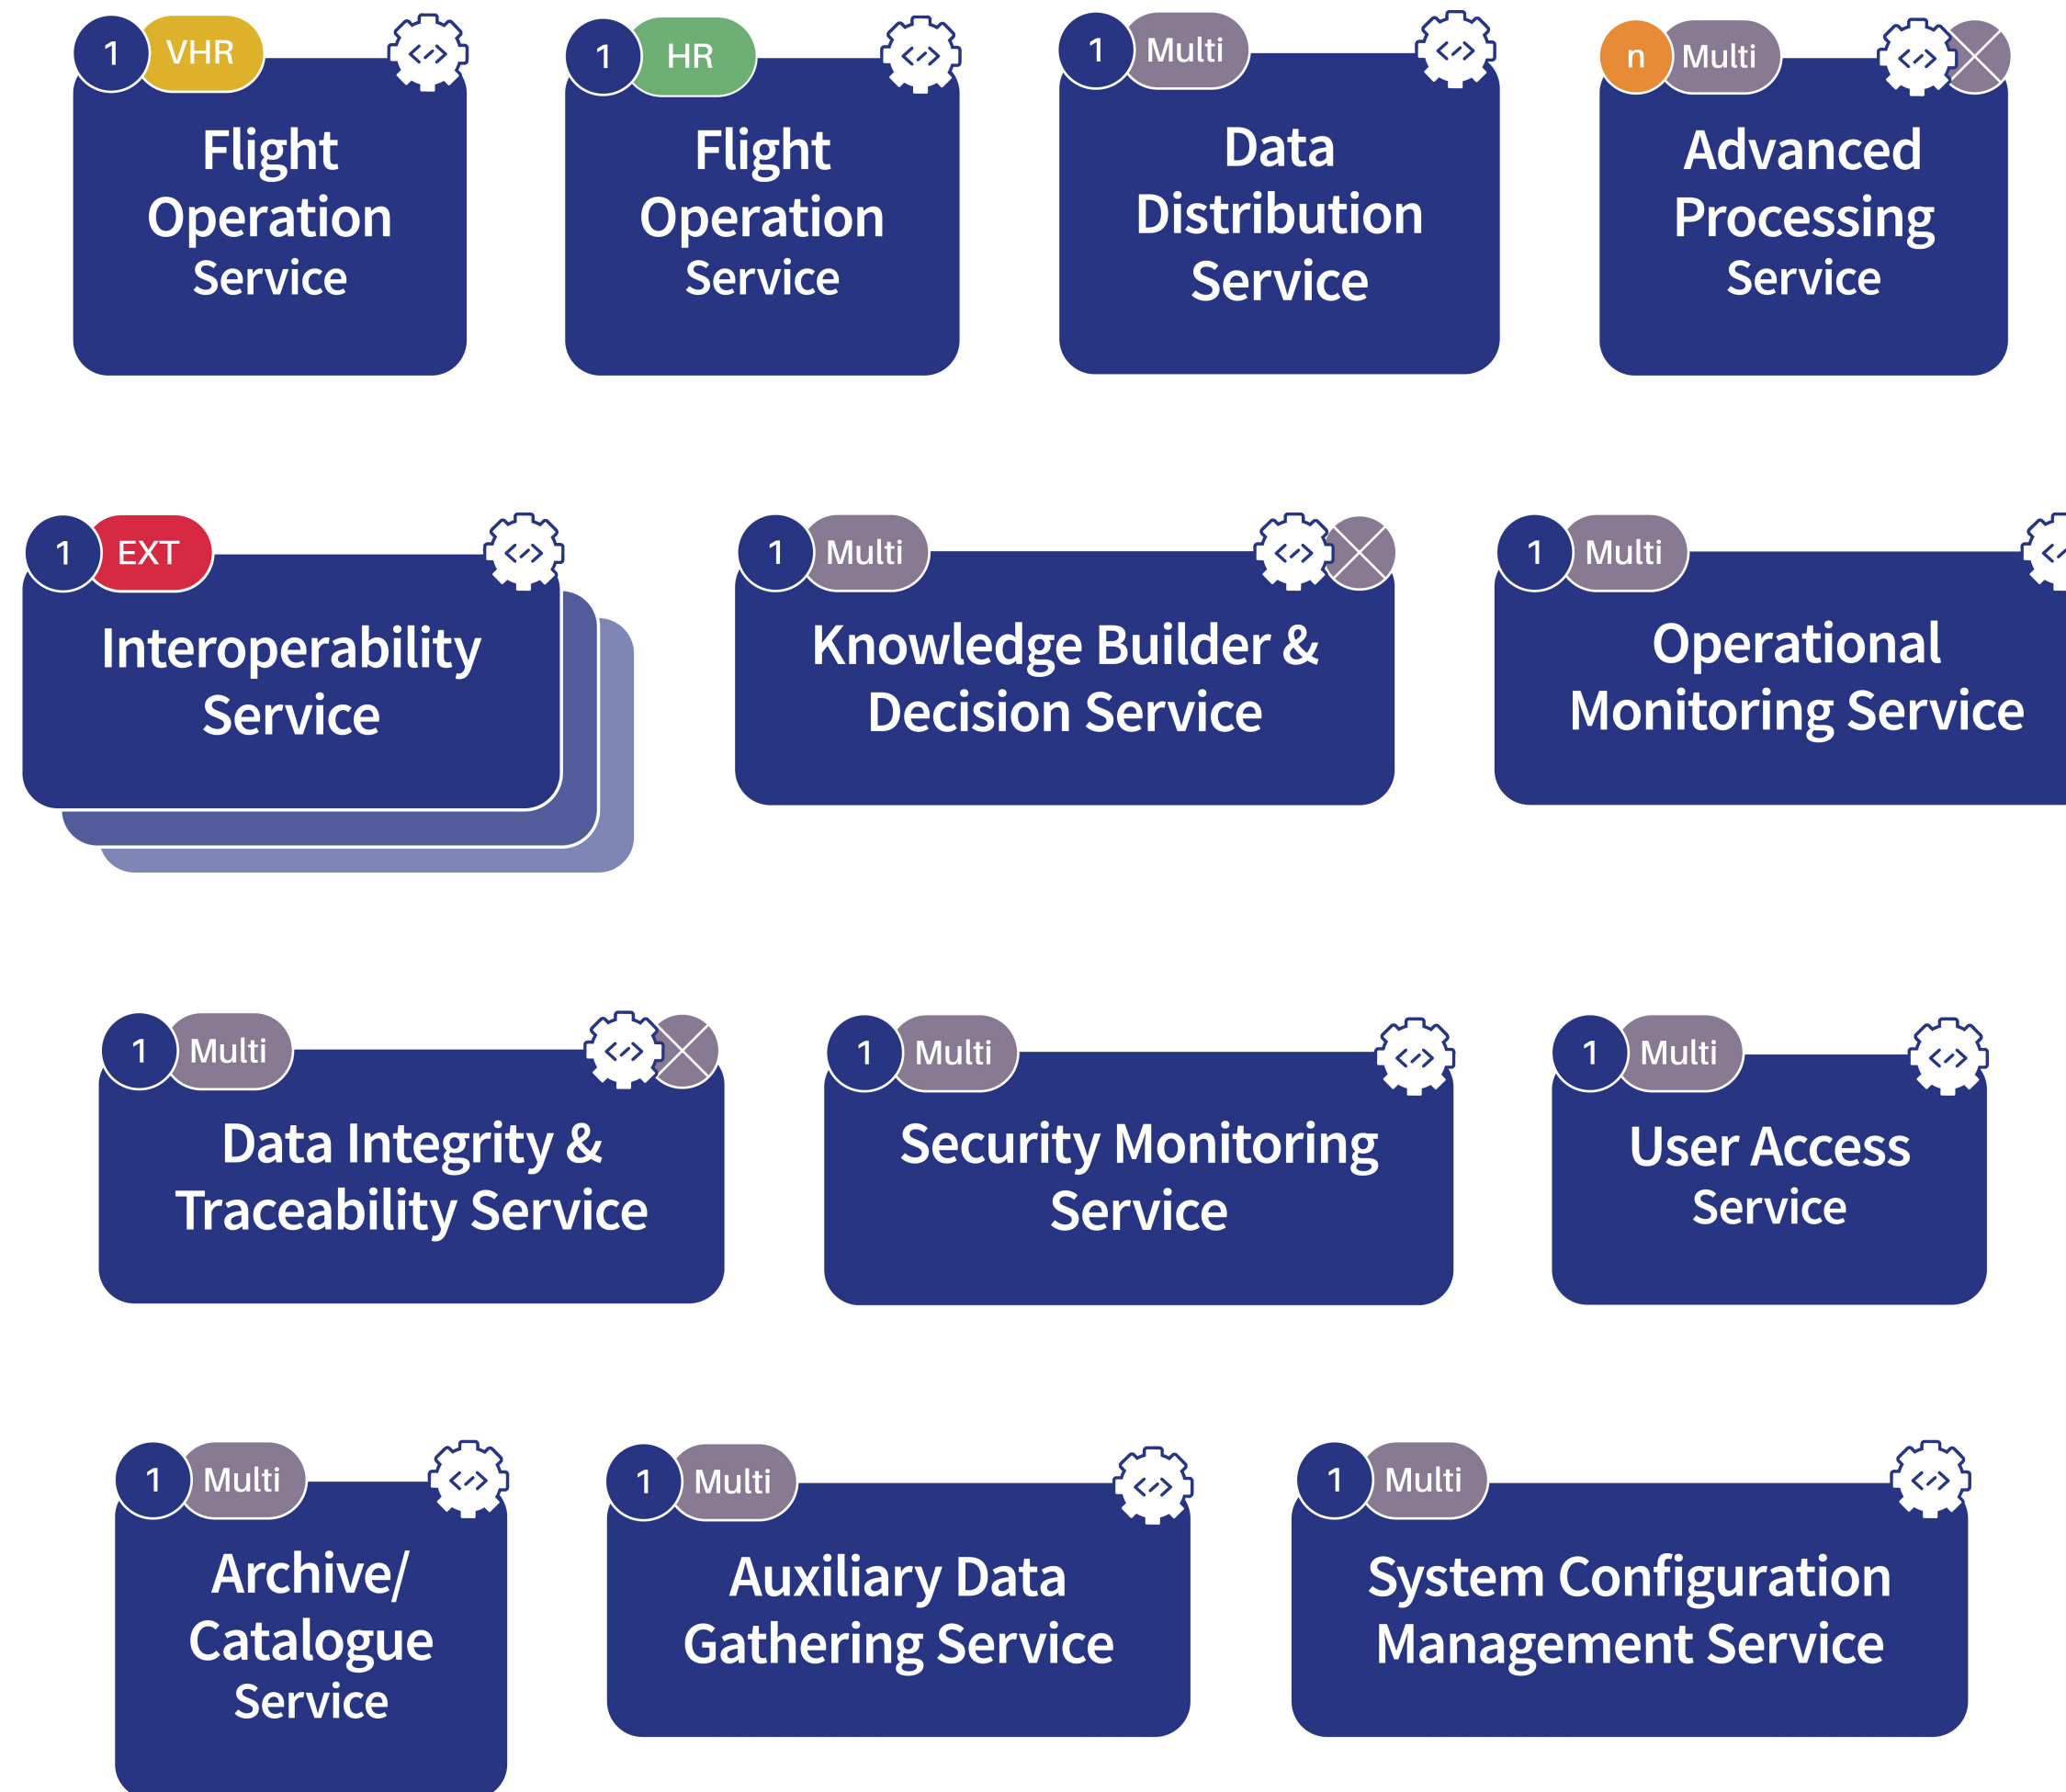 1 VHR </>
Flight
Operation
Service
1 HR </>
Flight
Operation
Service
1 Multi </>
Data
Distribution
Service
n Multi </>
Advanced
Processing
Service
1 EXT </>
Interoperability
Service
1 Multi </>
Knowledge Builder &
Decision Service
1 Multi
Operational
Monitoring Service
1 Multi </>
Data Integrity &
Traceability Service
1 Multi </>
Security Monitoring
Service
1 Multi </>
User Access
Service
1 Multi </>
Archive/
Catalogue
Service
1 Multi </>
Auxiliary Data
Gathering Service
1 Multi </>
System Configuration
Management Service